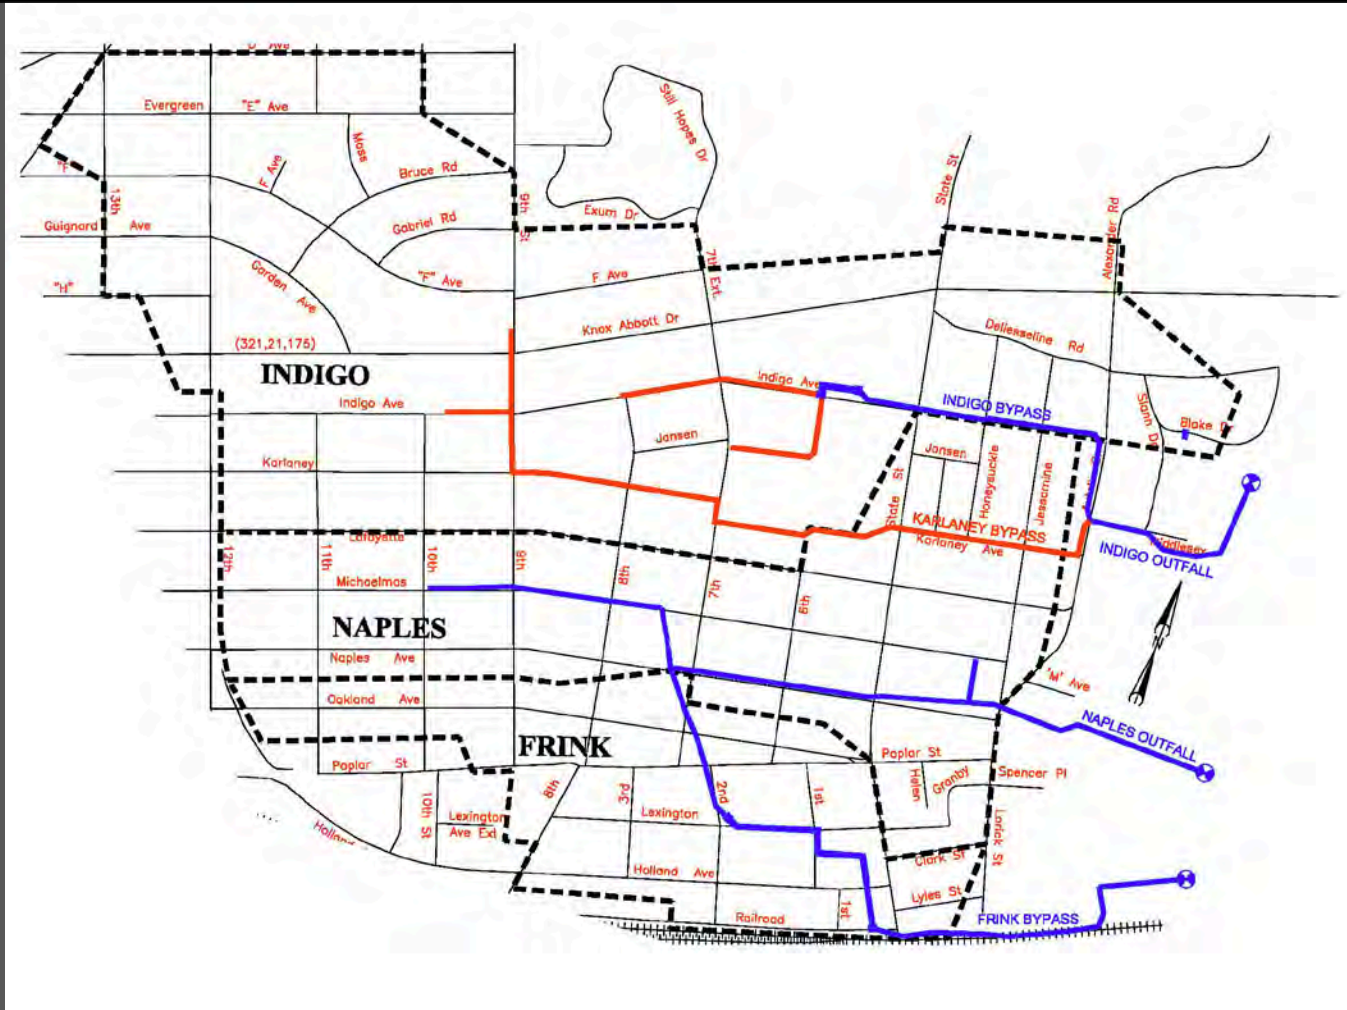 "D" Ave
Evergreen "E" Ave
Moss
Still Hopes Dr
"F"
F Ave
Bruce Rd
State St
13th
9th
St
Exum Dr
Alexander Rd
Guignard Ave
Gabriel Rd
7th Ext.
Garden Ave
"F" Ave
F Ave
"H"
Knox Abbott Dr
Deliesseline Rd
(321,21,175)
INDIGO
Indigo Ave
Indigo Ave
INDIGO BYPASS
Slann Dr
Blake Dr
Jansen
Jansen
Karlaney
State St
Honeysuckle
Jessamine
KARLANEY BYPASS
Karlaney Ave
Lafayette
Middlesex
INDIGO OUTFALL
12th
11th
10th
9th
8th
7th
6th
Michaelmas
NAPLES
Naples Ave
"M" Ave
Oakland Ave
NAPLES OUTFALL
FRINK
Poplar St
Poplar St
Helen
Granby
Spencer Pl
8th
3rd
2nd
1st
10th St
Lexington
Ave Ext
Lexington
Lorick St
Holland Ave
Clark St
Lyles St
1st
Railroad
FRINK BYPASS